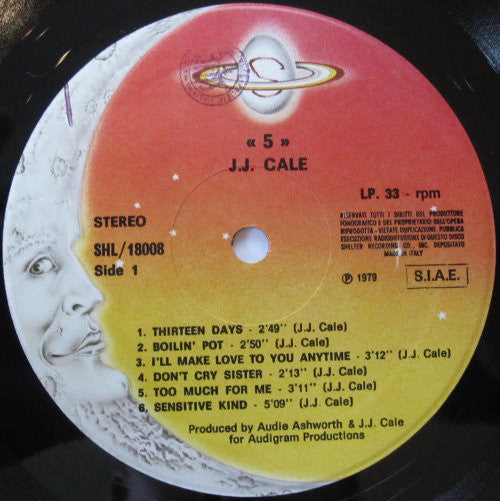 « 5 »
J.J. CALE
LP. 33 - rpm
STEREO
SHL/18008
Side 1
RISERVATI TUTTI I DIRITTI DEL PRODUTTORE
FONOGRAFICO E DEL PROPRIETARIO DELL'OPERA
RIPRODOTTA - VIETATE DUPLICAZIONE, PUBBLICA
ESECUZIONE RADIODIFFUSIONE DI QUESTO DISCO
SHELTER RECORDING CO., INC. DEPOSITATO
MADE IN ITALY
℗ 1979
S.I.A.E.
1. THIRTEEN DAYS - 2'49'' (J.J. Cale)
2. BOILIN' POT - 2'50'' (J.J. Cale)
3. I'LL MAKE LOVE TO YOU ANYTIME - 3'12'' (J.J. Cale)
4. DON'T CRY SISTER - 2'13'' (J.J. Cale)
5. TOO MUCH FOR ME - 3'11'' (J.J. Cale)
6. SENSITIVE KIND - 5'09'' (J.J. Cale)
Produced by Audie Ashworth & J.J. Cale
for Audigram Productions